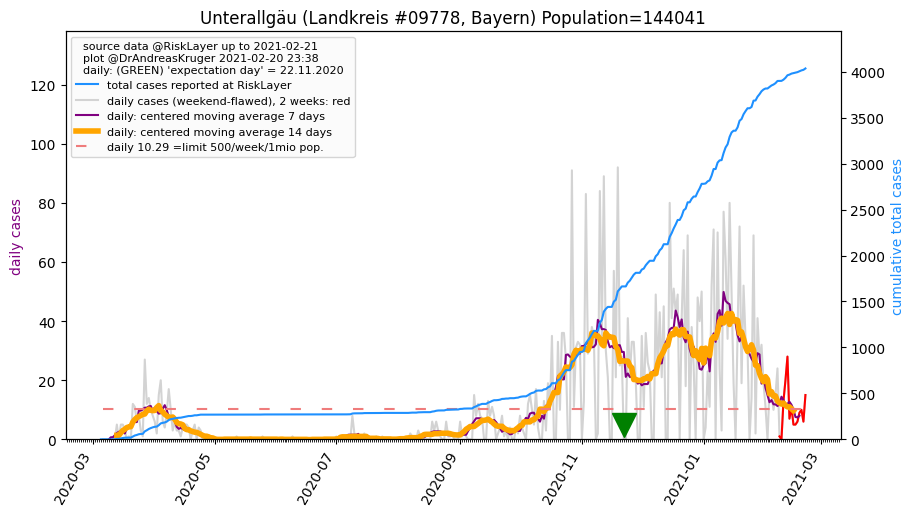 Unterallgäu (Landkreis #09778, Bayern) Population=144041
source data @RiskLayer up to 2021-02-21
plot @DrAndreasKruger 2021-02-20 23:38
daily: (GREEN) 'expectation day' = 22.11.2020
total cases reported at RiskLayer
daily cases (weekend-flawed), 2 weeks: red
daily: centered moving average 7 days
daily: centered moving average 14 days
daily 10.29 =limit 500/week/1mio pop.
daily cases
120
100
80
60
40
20
0
4000
3500
3000
2500
2000
1500
1000
500
0
cumulative total cases
2020-03
2020-05
2020-07
2020-09
2020-11
2021-01
2021-03